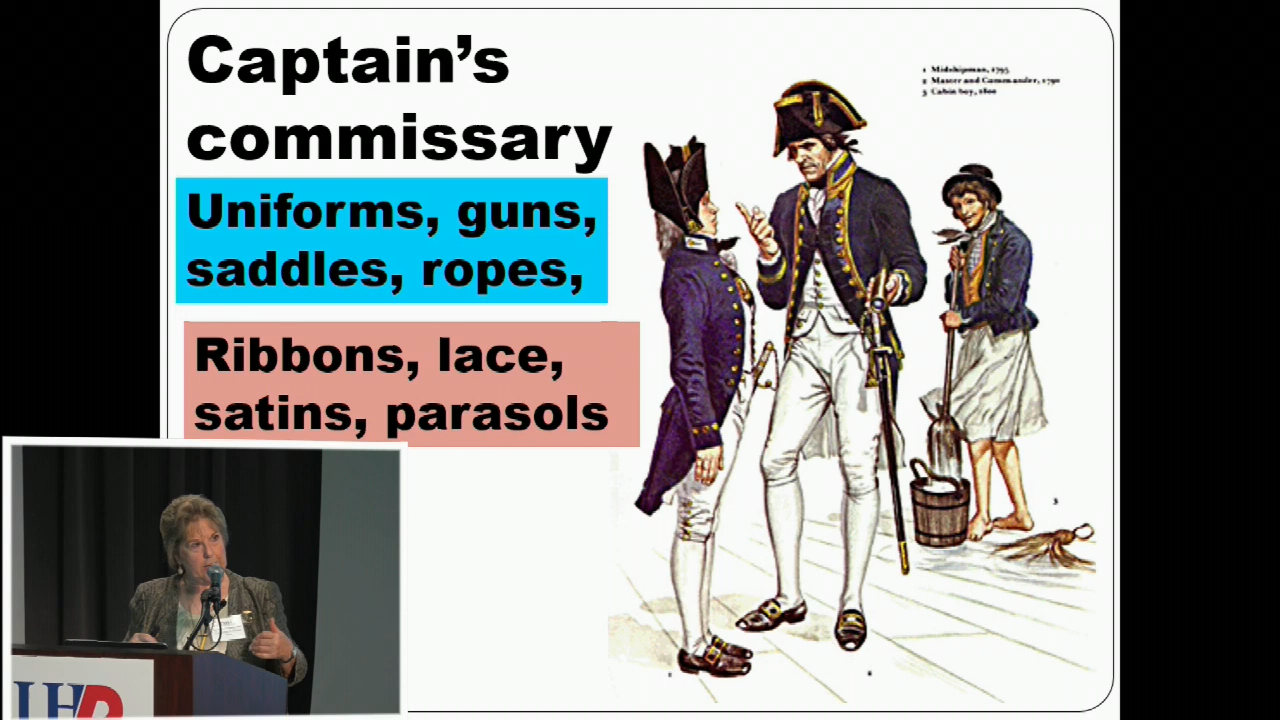 Captain's
commissary
Uniforms, guns,
saddles, ropes,
Ribbons, lace,
satins, parasols
1 Midshipman, 1795
2 Master and Commander, 1790
3 Cabin boy, 1800
3